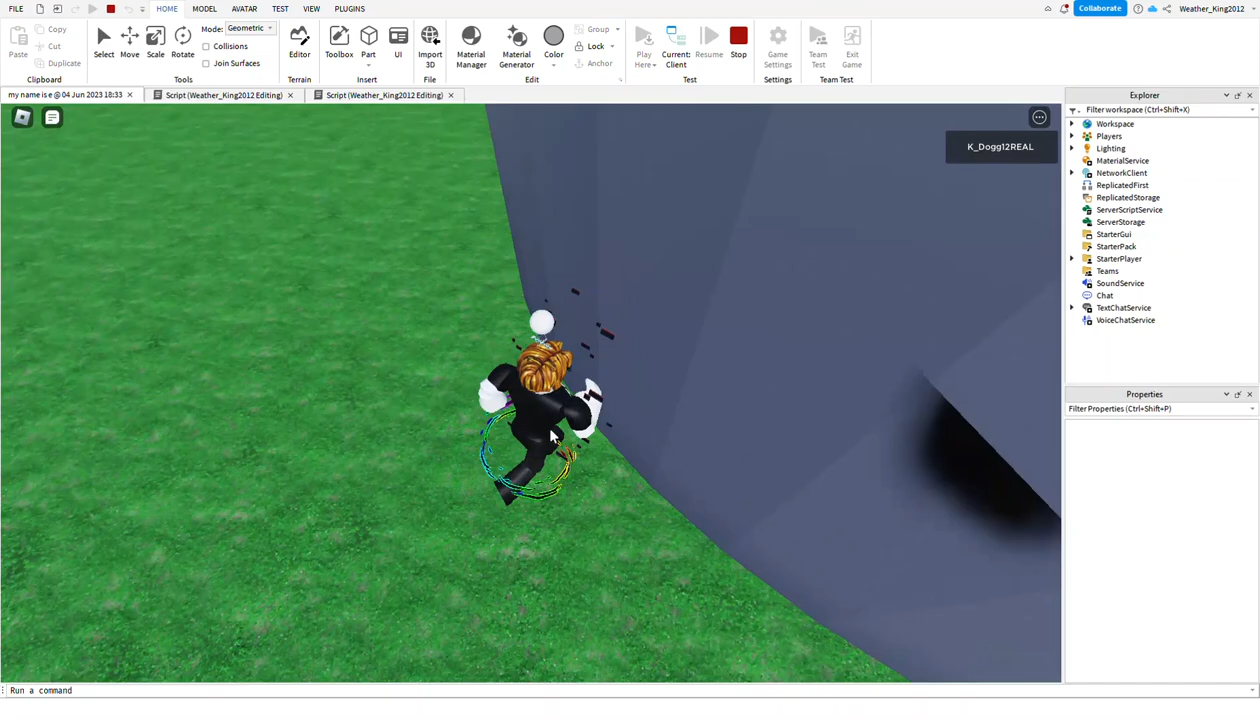 FILE HOME MODEL AVATAR TEST VIEW PLUGINS Collaborate Weather_King2012
Paste Copy Cut Duplicate Clipboard
Select Move Scale Rotate Mode: Geometric Collisions Join Surfaces Tools
Editor Terrain
Toolbox Part UI Insert
Import 3D File
Material Manager Material Generator Color Group Lock Anchor Edit
Play Here Current: Client Resume Stop Test
Game Settings Settings
Team Test Exit Game Team Test
my name is e @ 04 Jun 2023 18:33 Script (Weather_King2012 Editing) Script (Weather_King2012 Editing)
K_Dogg12REAL
Explorer
Filter workspace (Ctrl+Shift+X)
Workspace
Players
Lighting
MaterialService
NetworkClient
ReplicatedFirst
ReplicatedStorage
ServerScriptService
ServerStorage
StarterGui
StarterPack
StarterPlayer
Teams
SoundService
Chat
TextChatService
VoiceChatService
Properties
Filter Properties (Ctrl+Shift+P)
Run a command